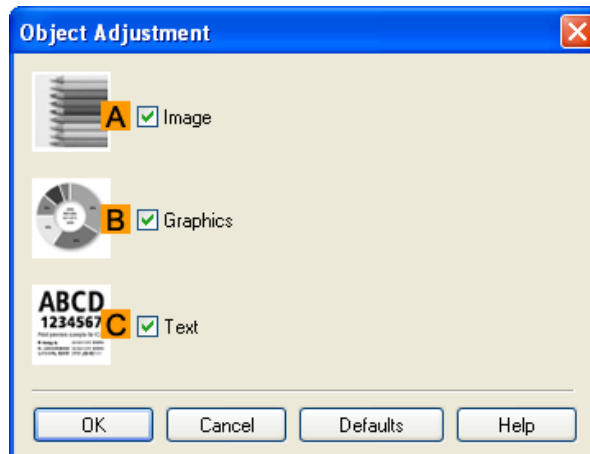 Object Adjustment
A Image
B Graphics
ABCD
1234567
C Text
OK Cancel Defaults Help